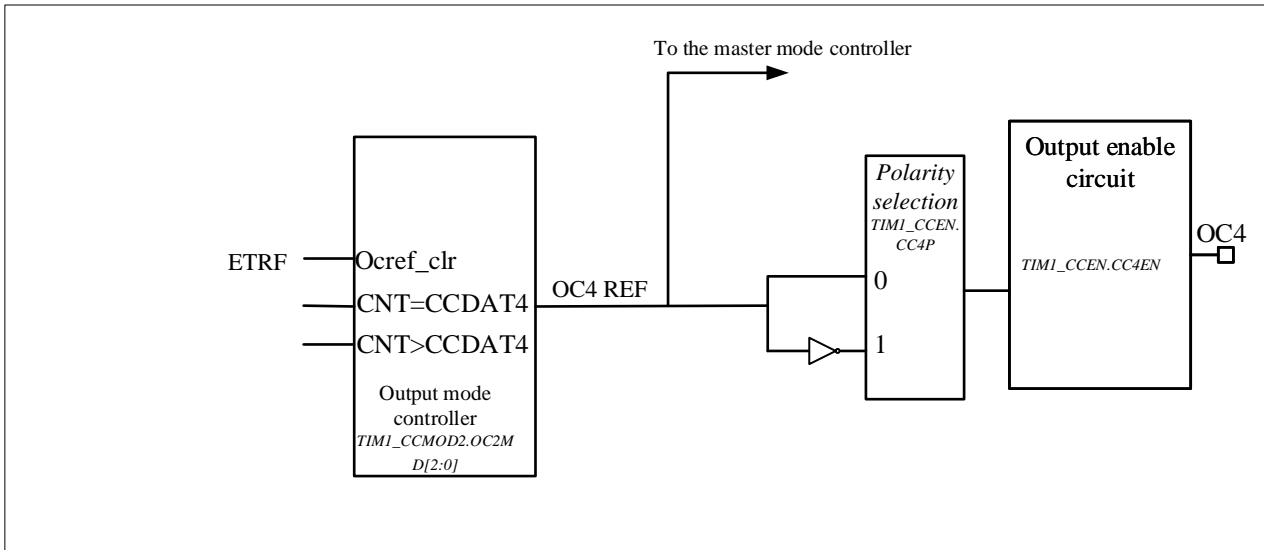 To the master mode controller
ETRF
Ocref_clr
CNT=CCDAT4
CNT>CCDAT4
Output mode
controller
TIM1_CCMOD2.OC2M
D[2:0]
OC4 REF
Polarity
selection
TIM1_CCEN.
CC4P
0
1
Output enable
circuit
TIM1_CCEN.CC4EN
OC4